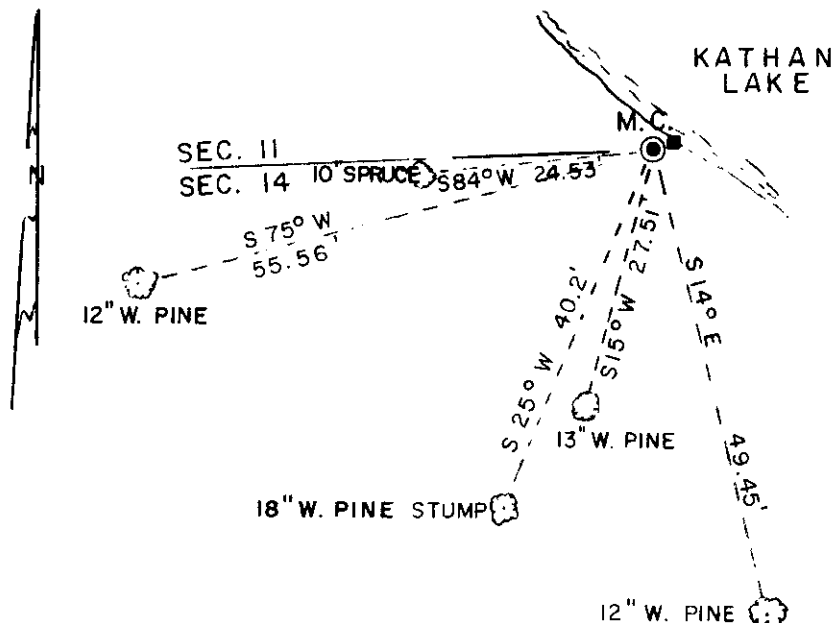 KATHAN
LAKE
M. C.
SEC. 11
SEC. 14
10" SPRUCE
S84° W 24.53'
N
S 75° W
55.56'
12" W. PINE
S 25° W 40.2'
S15° W 27.51'
S 14° E
49.45'
13" W. PINE
18" W. PINE STUMP
12" W. PINE